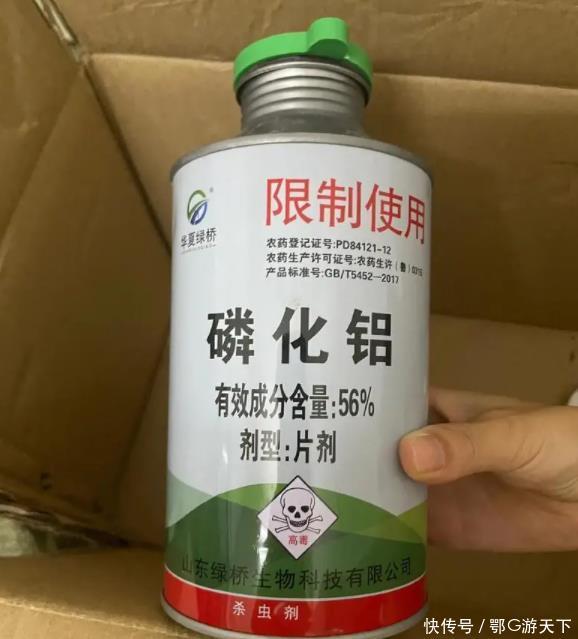 限制使用
华夏绿桥
农药登记证号:PD84121-12
农药生产许可证号:农药生许(鲁)0315
产品标准号:GB/T5452—2017
磷化铝
有效成分含量:56%
剂型:片剂
高毒
山东绿桥生物科技有限公司
杀虫剂
快传号/鄂G游天下